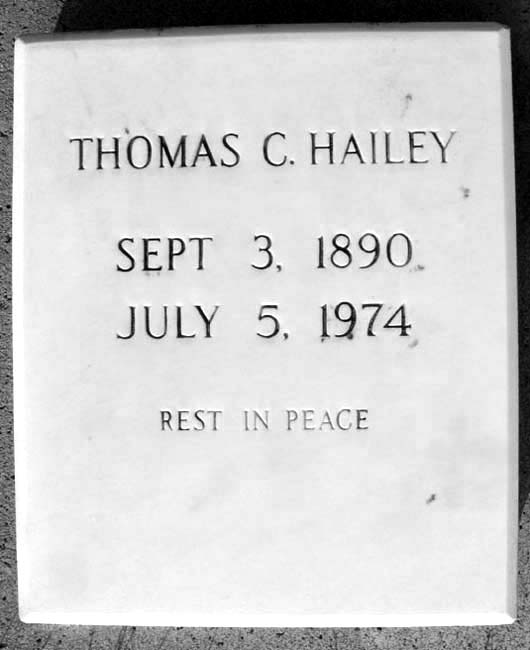 THOMAS C. HAILEY
SEPT 3, 1890
JULY 5, 1974
REST IN PEACE